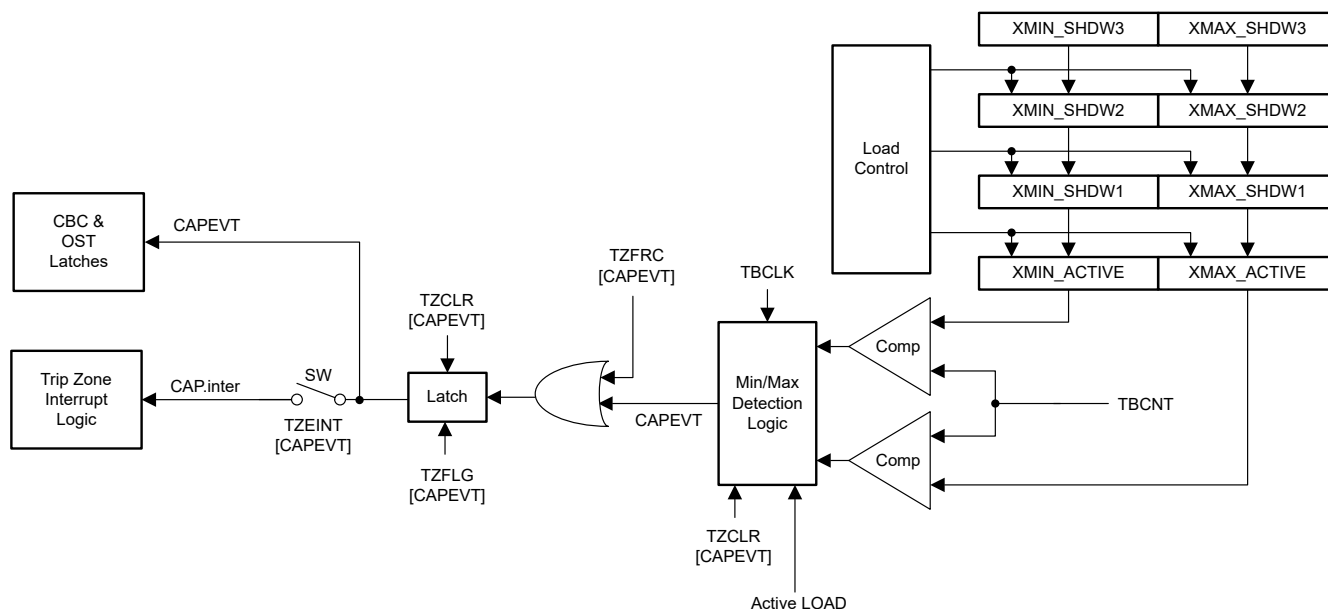 XMIN_SHDW3
XMAX_SHDW3
XMIN_SHDW2
XMAX_SHDW2
Load
Control
XMIN_SHDW1
XMAX_SHDW1
CBC &
OST
Latches
CAPEVT
TZFRC
[CAPEVT]
TBCLK
XMIN_ACTIVE
XMAX_ACTIVE
TZCLR
[CAPEVT]
Comp
Trip Zone
Interrupt
Logic
CAP.inter
SW
TZEINT
[CAPEVT]
Latch
CAPEVT
Min/Max
Detection
Logic
TBCNT
Comp
TZFLG
[CAPEVT]
TZCLR
[CAPEVT]
Active LOAD